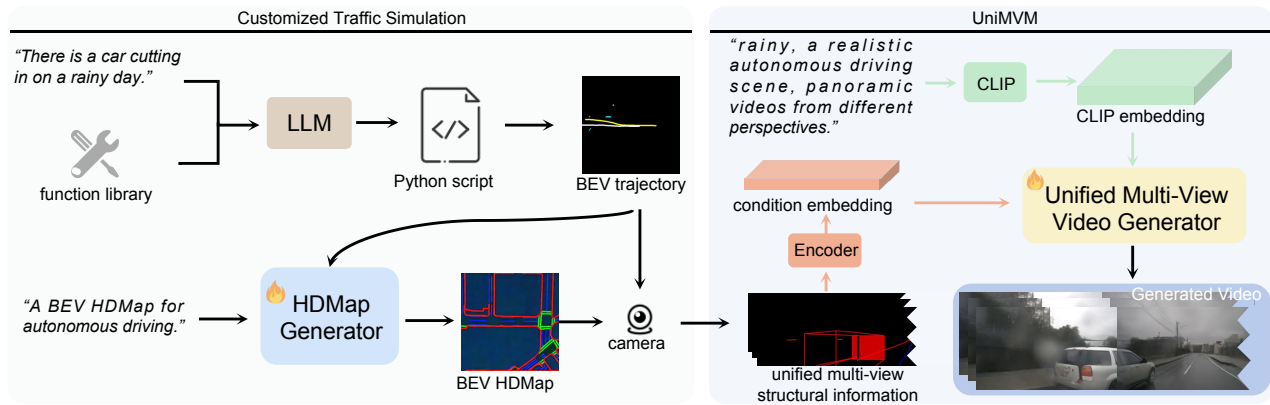 Customized Traffic Simulation
“There is a car cutting
in on a rainy day.”
function library
LLM
</>
Python script
BEV trajectory
“A BEV HDMap for
autonomous driving.”
HDMap
Generator
BEV HDMap
camera
UniMVM
“rainy, a realistic
autonomous driving
scene, panoramic
videos from different
perspectives.”
CLIP
CLIP embedding
condition embedding
Encoder
Unified Multi-View
Video Generator
unified multi-view
structural information
Generated Video